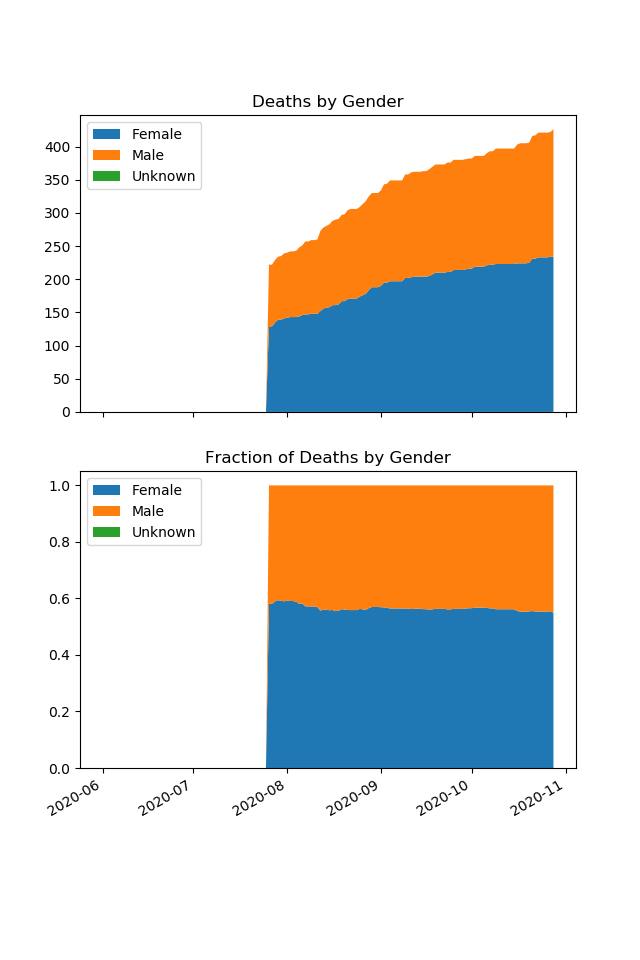 Deaths by Gender
Female
Male
Unknown
400
350
300
250
200
150
100
50
0
Fraction of Deaths by Gender
Female
Male
Unknown
1.0
0.8
0.6
0.4
0.2
0.0
2020-06 2020-07 2020-08 2020-09 2020-10 2020-11